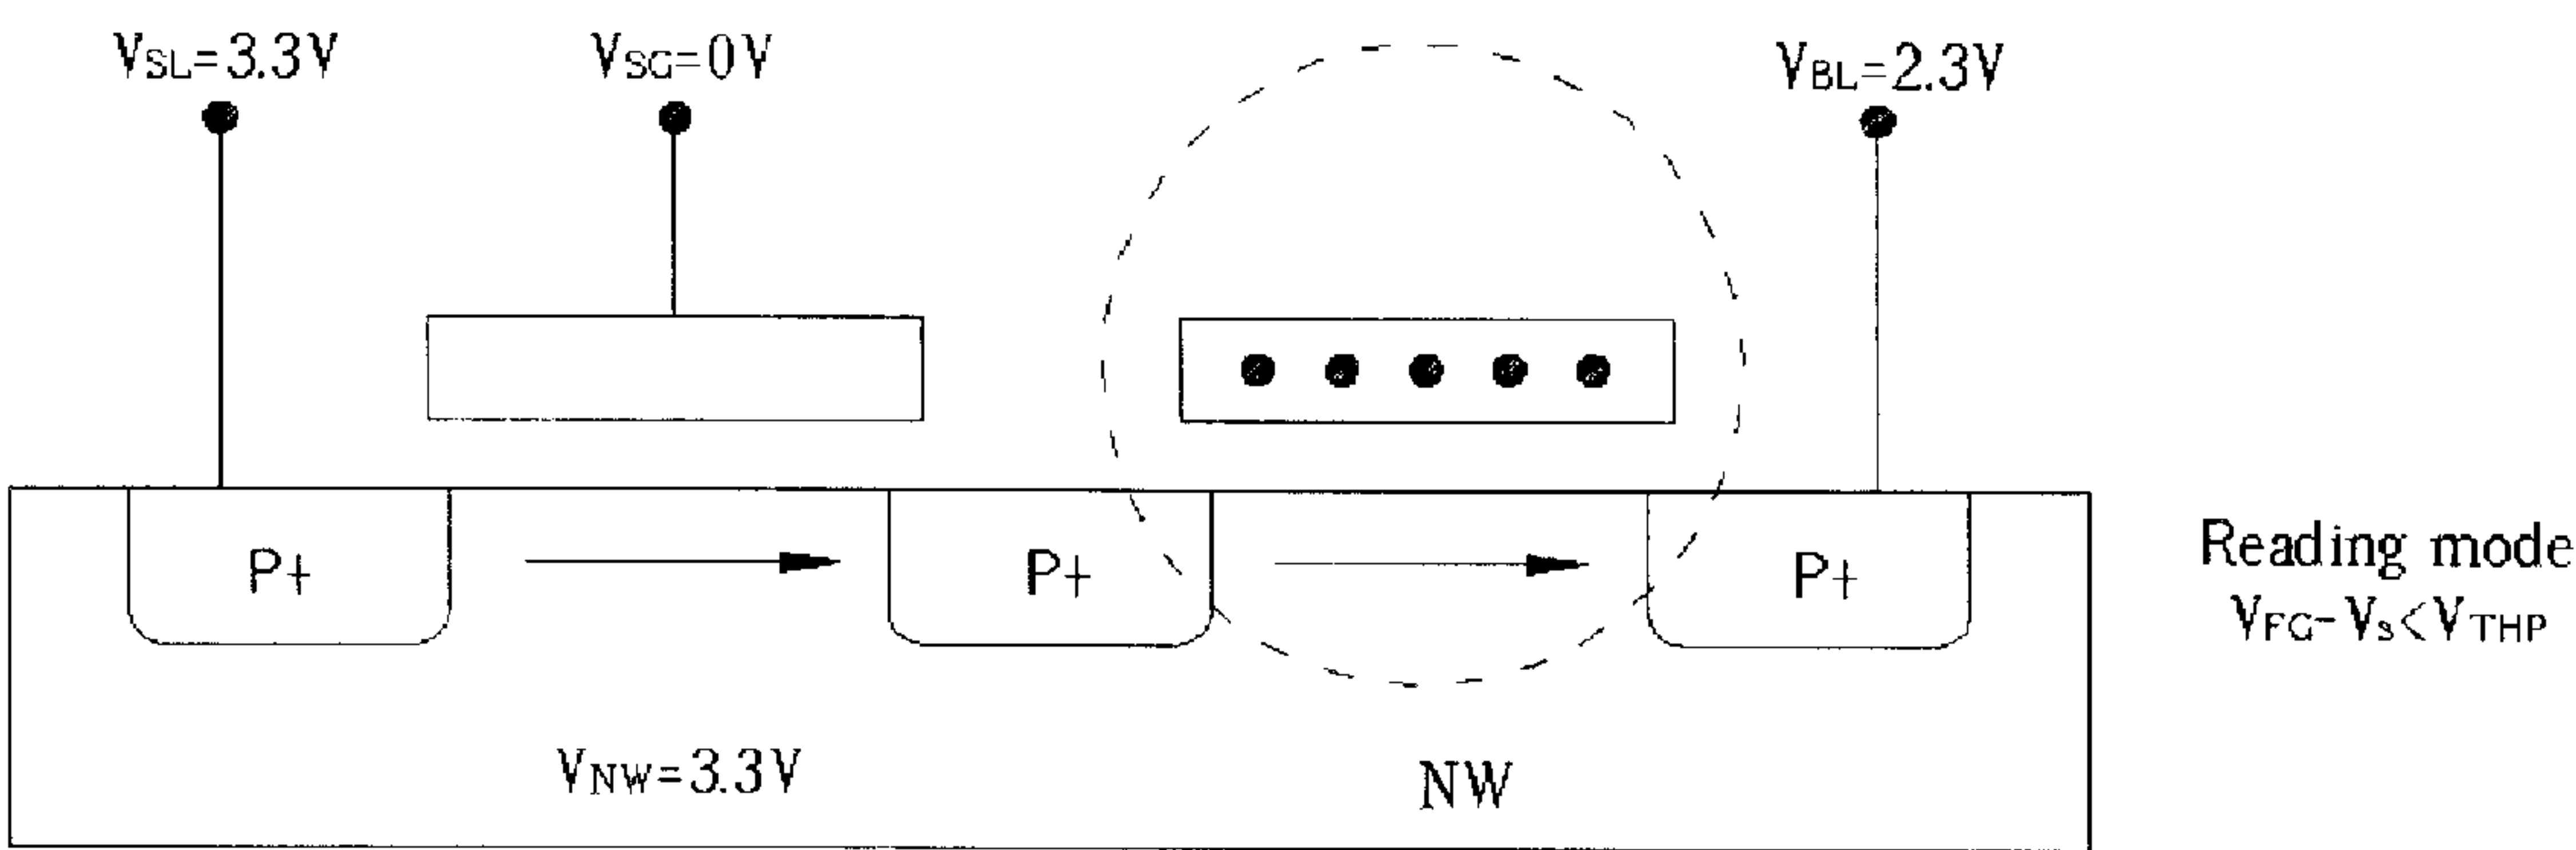 VSL=3.3V
VSG=0V
VBL=2.3V
P+
P+
P+
Reading mode
VFG-Vs<VTHP
VNW=3.3V
NW